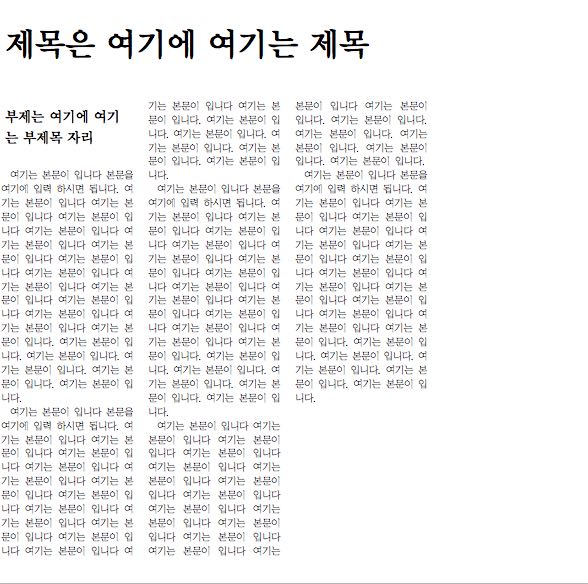 제목은 여기에 여기는 제목
부제는 여기에 여기
는 부제목 자리
여기는 본문이 입니다 본문을
여기에 입력 하시면 됩니다. 여
기는 본문이 입니다 여기는 본
문이 입니다 여기는 본문이 입
니다 여기는 본문이 입니다 여
기는 본문이 입니다 여기는 본
문이 입니다 여기는 본문이 입
니다 여기는 본문이 입니다 여
기는 본문이 입니다 여기는 본
문이 입니다 여기는 본문이 입
니다 여기는 본문이 입니다 여
기는 본문이 입니다 여기는 본
문이 입니다. 여기는 본문이 입
니다. 여기는 본문이 입니다. 여
기는 본문이 입니다. 여기는 본
문이 입니다. 여기는 본문이 입
니다.
여기는 본문이 입니다 본문을
여기에 입력 하시면 됩니다. 여
기는 본문이 입니다 여기는 본
문이 입니다 여기는 본문이 입
니다 여기는 본문이 입니다 여
기는 본문이 입니다 여기는 본
문이 입니다 여기는 본문이 입
니다 여기는 본문이 입니다 여
기는 본문이 입니다 여기는 본
문이 입니다 여기는 본문이 입
니다 여기는 본문이 입니다 여
기는 본문이 입니다 여기는 본
문이 입니다. 여기는 본문이 입
니다. 여기는 본문이 입니다. 여
기는 본문이 입니다. 여기는 본
문이 입니다. 여기는 본문이 입
니다.
여기는 본문이 입니다 본문을
여기에 입력 하시면 됩니다. 여
기는 본문이 입니다 여기는 본
문이 입니다 여기는 본문이 입
니다 여기는 본문이 입니다 여
기는 본문이 입니다 여기는 본
문이 입니다 여기는 본문이 입
니다 여기는 본문이 입니다 여
기는 본문이 입니다 여기는 본
문이 입니다 여기는 본문이 입
니다 여기는 본문이 입니다 여
기는 본문이 입니다 여기는 본
문이 입니다. 여기는 본문이 입
니다. 여기는 본문이 입니다. 여
기는 본문이 입니다. 여기는 본
문이 입니다. 여기는 본문이 입
니다.
여기는 본문이 입니다 여기는
본문이 입니다 여기는 본문이
입니다 여기는 본문이 입니다
여기는 본문이 입니다 여기는
본문이 입니다 여기는 본문이
입니다 여기는 본문이 입니다
여기는 본문이 입니다 여기는
본문이 입니다 여기는 본문이
입니다 여기는 본문이 입니다
여기는 본문이 입니다 여기는
본문이 입니다 여기는 본문이
입니다. 여기는 본문이 입니다.
여기는 본문이 입니다. 여기는
본문이 입니다. 여기는 본문이
입니다. 여기는 본문이 입니다.
여기는 본문이 입니다 본문을
여기에 입력 하시면 됩니다. 여
기는 본문이 입니다 여기는 본
문이 입니다 여기는 본문이 입
니다 여기는 본문이 입니다 여
기는 본문이 입니다 여기는 본
문이 입니다 여기는 본문이 입
니다 여기는 본문이 입니다 여
기는 본문이 입니다 여기는 본
문이 입니다 여기는 본문이 입
니다 여기는 본문이 입니다 여
기는 본문이 입니다 여기는 본
문이 입니다. 여기는 본문이 입
니다. 여기는 본문이 입니다. 여
기는 본문이 입니다. 여기는 본
문이 입니다. 여기는 본문이 입
니다.